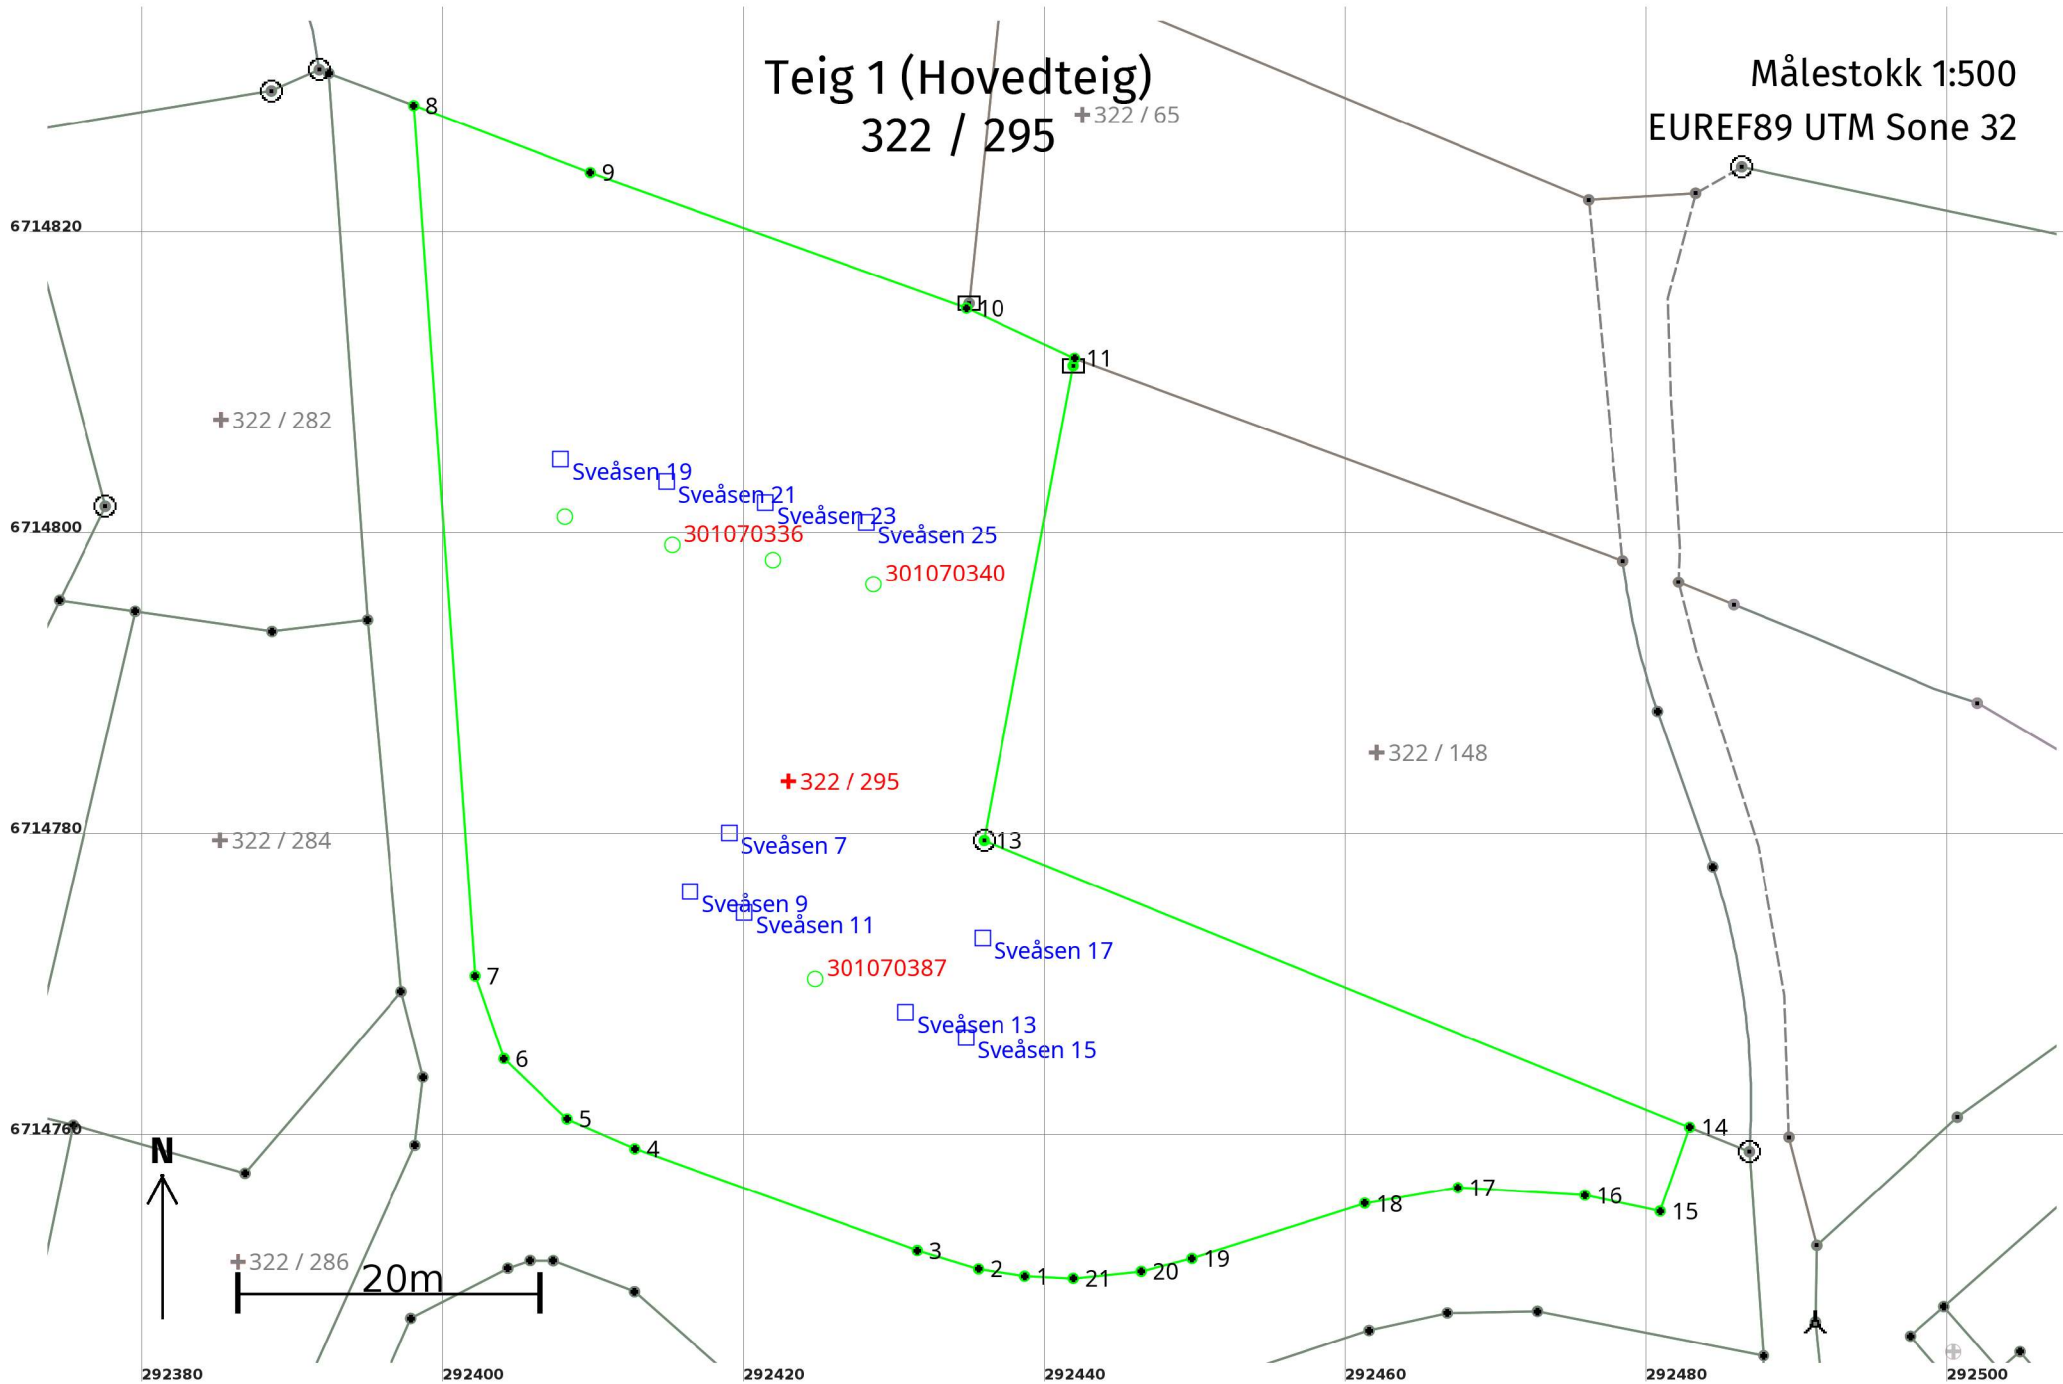 Teig 1 (Hovedteig)
322 / 295
Målestokk 1:500
EUREF89 UTM Sone 32
322 / 65
8
9
6714820
10
11
322 / 282
Sveåsen 19
Sveåsen 21
Sveåsen 23
Sveåsen 25
6714800
301070336
301070340
322 / 148
322 / 295
6714780
322 / 284
13
Sveåsen 7
Sveåsen 9
Sveåsen 11
Sveåsen 17
7
301070387
Sveåsen 13
Sveåsen 15
6
5
4
6714760
14
N
18
17
16
15
3
2
1
21
20
19
322 / 286
20m
292380
292400
292420
292440
292460
292480
292500